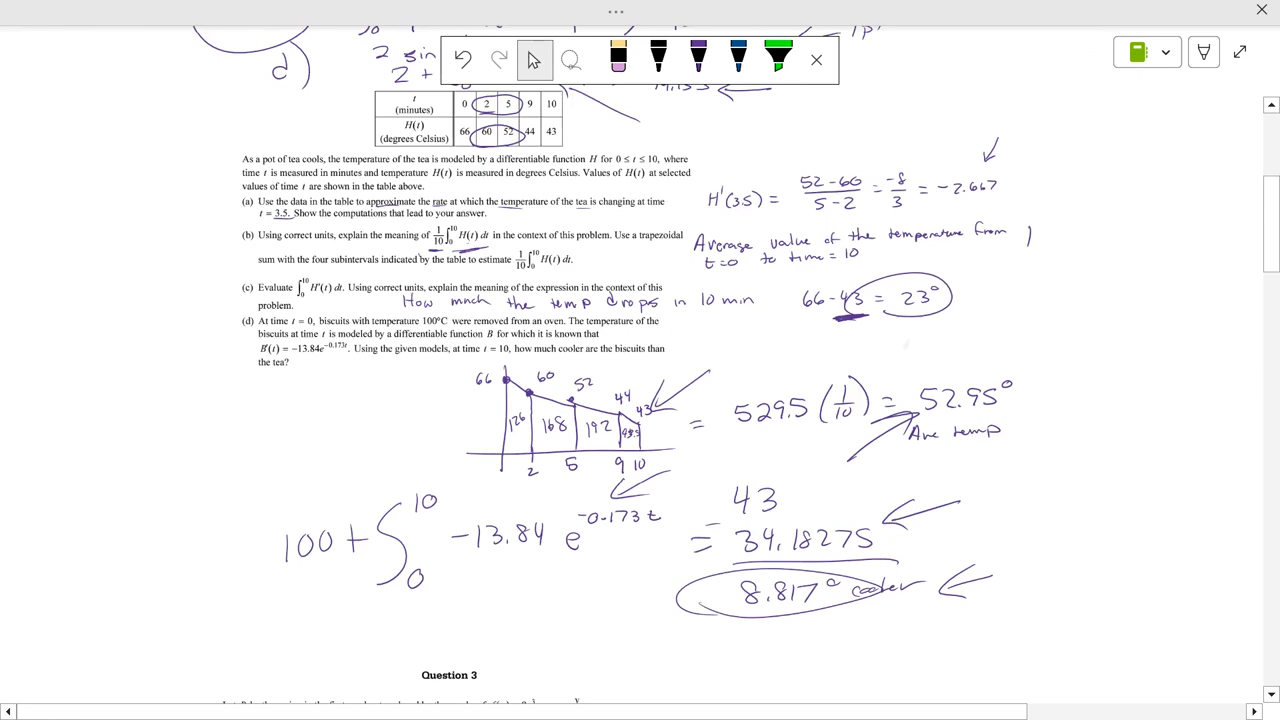 d)
2 sin
2 +
t
(minutes) 0 2 5 9 10
H(t)
(degrees Celsius) 66 60 52 44 43
As a pot of tea cools, the temperature of the tea is modeled by a differentiable function H for 0 ≤ t ≤ 10, where
time t is measured in minutes and temperature H(t) is measured in degrees Celsius. Values of H(t) at selected
values of time t are shown in the table above.
(a) Use the data in the table to approximate the rate at which the temperature of the tea is changing at time
t = 3.5. Show the computations that lead to your answer.
H'(3.5) = 52-60/5-2 = -8/3 = -2.667
(b) Using correct units, explain the meaning of 1/10 ∫₀¹⁰ H(t) dt in the context of this problem. Use a trapezoidal
sum with the four subintervals indicated by the table to estimate 1/10 ∫₀¹⁰ H(t) dt.
Average value of the temperature from
t=0 to time = 10
(c) Evaluate ∫₀¹⁰ H'(t) dt. Using correct units, explain the meaning of the expression in the context of this
problem.
How much the temp drops in 10 min
66-43 = 23°
(d) At time t = 0, biscuits with temperature 100°C were removed from an oven. The temperature of the
biscuits at time t is modeled by a differentiable function B for which it is known that
B'(t) = -13.84e^-0.173t. Using the given models, at time t = 10, how much cooler are the biscuits than
the tea?
66 60 52 44 43
126 168 192 43.5
2 5 9 10
= 529.5 (1/10) = 52.95°
Ave temp
100 + ∫₀¹⁰ -13.84 e^-0.173t
43
= 34.18275
8.817° cooler
Question 3